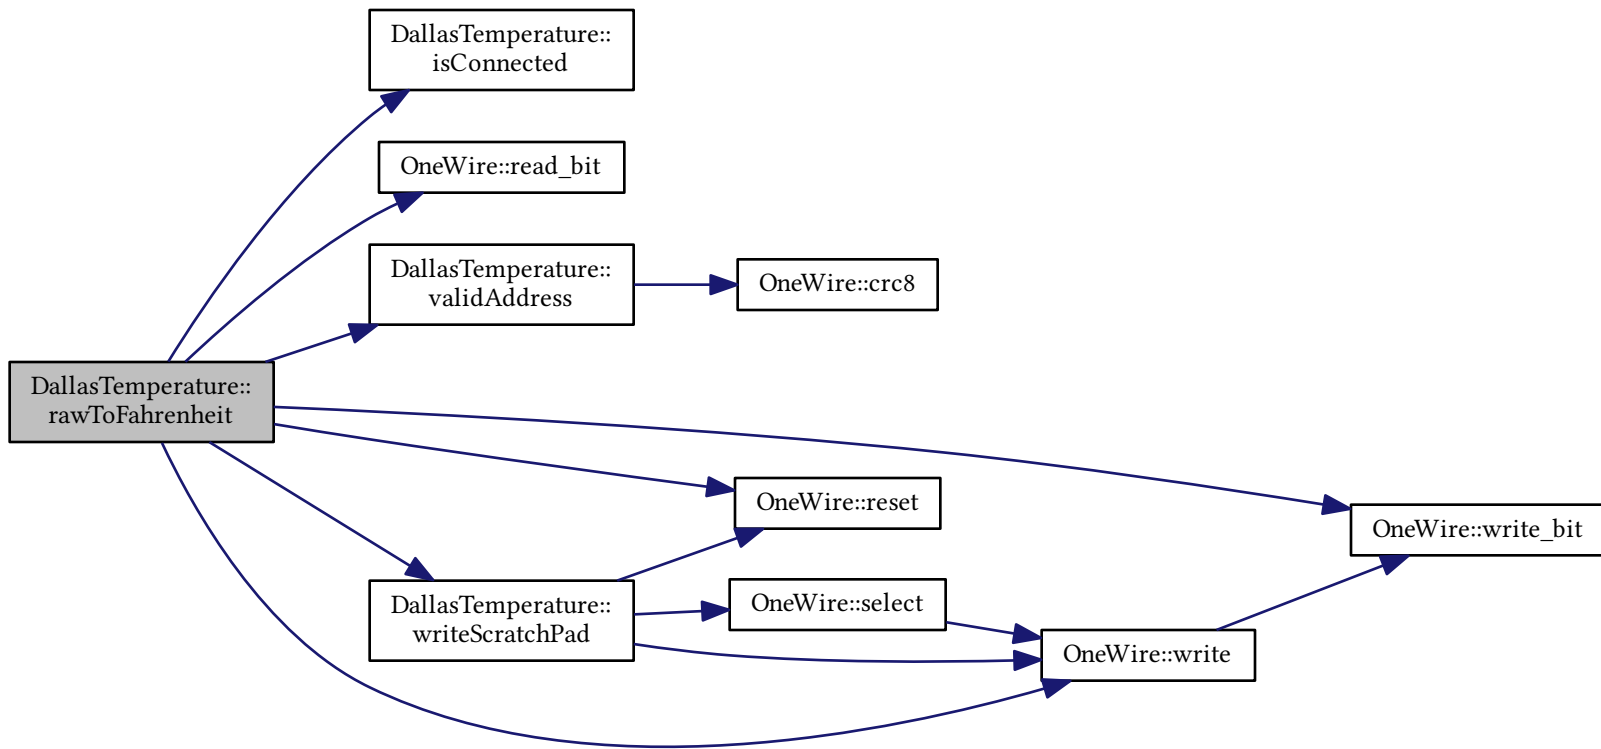 DallasTemperature::
isConnected
OneWire::read_bit
DallasTemperature::
validAddress
OneWire::crc8
DallasTemperature::
rawToFahrenheit
OneWire::reset
OneWire::write_bit
DallasTemperature::
writeScratchPad
OneWire::select
OneWire::write